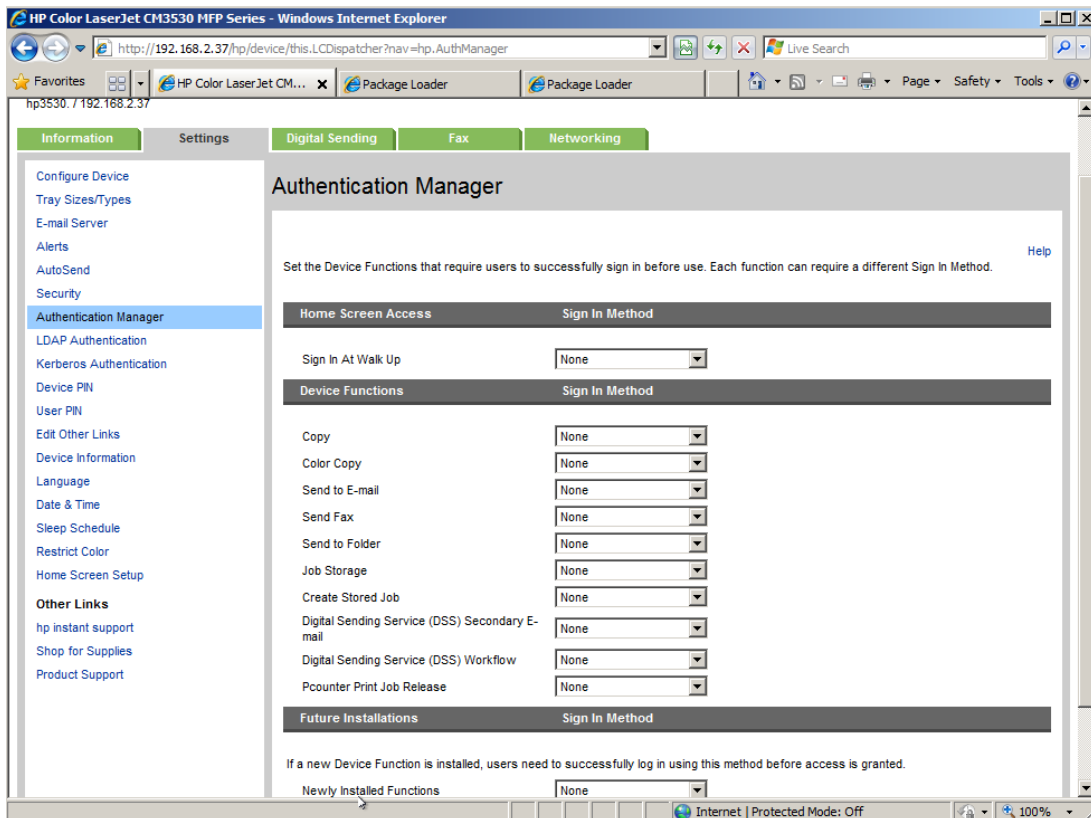 HP Color LaserJet CM3530 MFP Series - Windows Internet Explorer
http://192.168.2.37/hp/device/this.LCDispatcher?nav=hp.AuthManager
Live Search
Favorites
HP Color LaserJet CM...
Package Loader
Package Loader
Page
Safety
Tools
hp3530. / 192.168.2.37
Information
Settings
Digital Sending
Fax
Networking
Configure Device
Tray Sizes/Types
E-mail Server
Alerts
AutoSend
Security
Authentication Manager
LDAP Authentication
Kerberos Authentication
Device PIN
User PIN
Edit Other Links
Device Information
Language
Date & Time
Sleep Schedule
Restrict Color
Home Screen Setup
Other Links
hp instant support
Shop for Supplies
Product Support
Authentication Manager
Help
Set the Device Functions that require users to successfully sign in before use. Each function can require a different Sign In Method.
Home Screen Access Sign In Method
Sign In At Walk Up None
Device Functions Sign In Method
Copy None
Color Copy None
Send to E-mail None
Send Fax None
Send to Folder None
Job Storage None
Create Stored Job None
Digital Sending Service (DSS) Secondary E-
mail None
Digital Sending Service (DSS) Workflow None
Pcounter Print Job Release None
Future Installations Sign In Method
If a new Device Function is installed, users need to successfully log in using this method before access is granted.
Newly Installed Functions None
Internet | Protected Mode: Off
100%